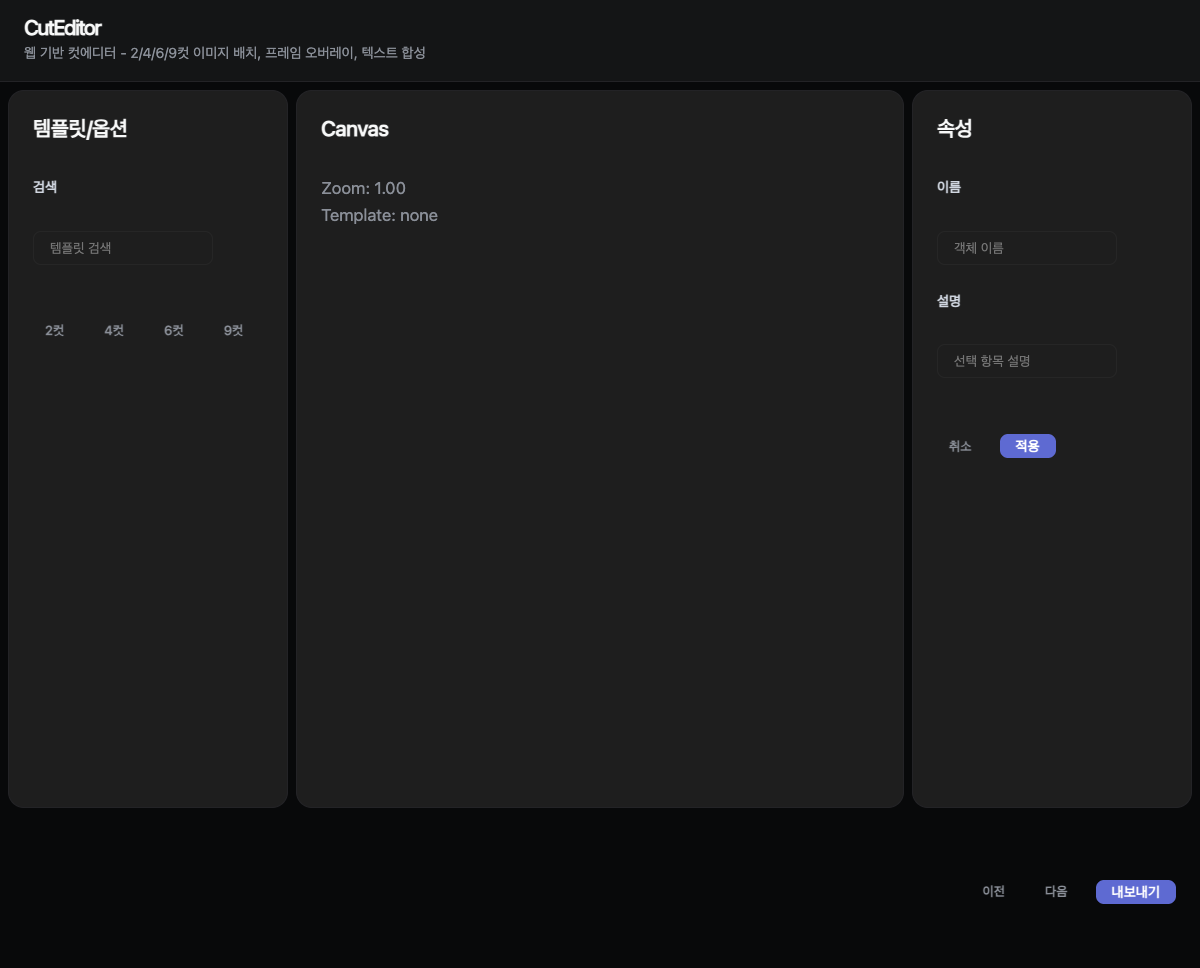 CutEditor
웹 기반 컷에디터 - 2/4/6/9컷 이미지 배치, 프레임 오버레이, 텍스트 합성
템플릿/옵션
검색
템플릿 검색
2컷 4컷 6컷 9컷
Canvas
Zoom: 1.00
Template: none
속성
이름
객체 이름
설명
선택 항목 설명
취소 적용
이전 다음 내보내기